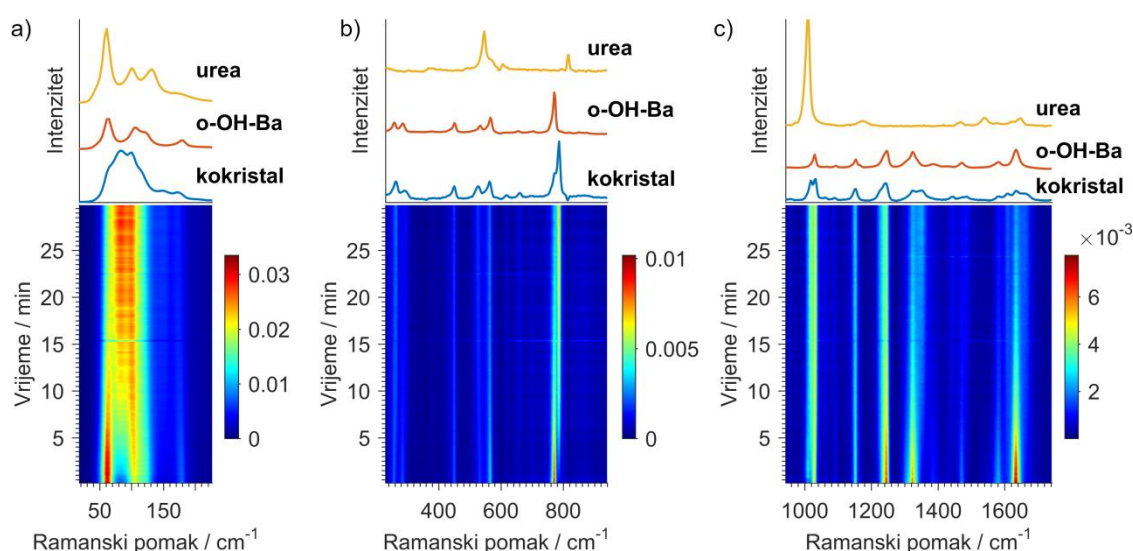 a)
Intenzitet
urea
o-OH-Ba
kokristal
Vrijeme / min
25
20
15
10
5
50 150
Ramanski pomak / cm⁻¹
0.03
0.02
0.01
0
b)
Intenzitet
urea
o-OH-Ba
kokristal
Vrijeme / min
25
20
15
10
5
400 600 800
Ramanski pomak / cm⁻¹
0.01
0.005
0
c)
Intenzitet
urea
o-OH-Ba
kokristal
Vrijeme / min
25
20
15
10
5
1000 1200 1400 1600
Ramanski pomak / cm⁻¹
× 10⁻³
6
4
2